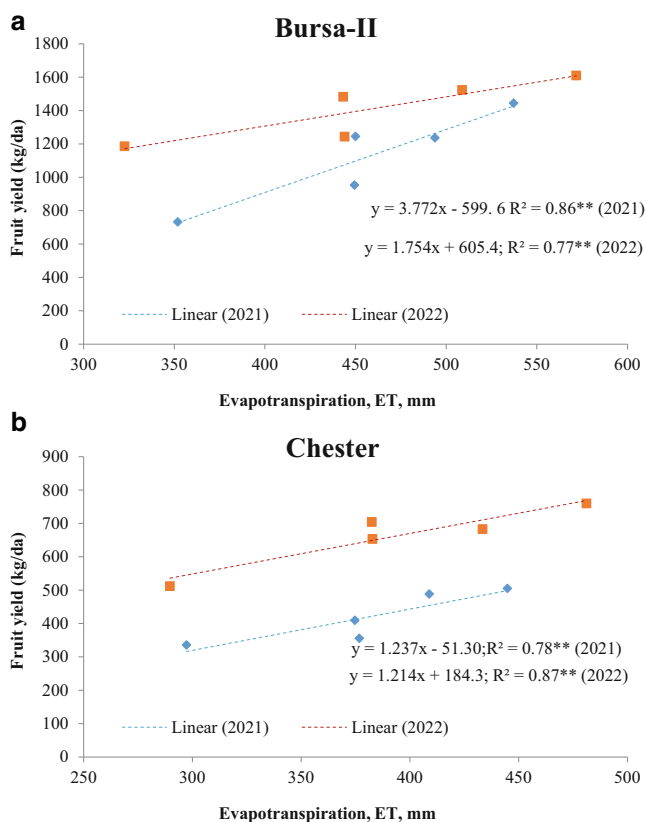 a
Bursa-II
1800
1600
1400
1200
1000
800
600
400
200
0
Fruit yield (kg/da)
y = 3.772x - 599. 6 R² = 0.86** (2021)
y = 1.754x + 605.4; R² = 0.77** (2022)
Linear (2021) Linear (2022)
300 350 400 450 500 550 600
Evapotranspiration, ET, mm
b
Chester
900
800
700
600
500
400
300
200
100
0
Fruit yield (kg/da)
y = 1.237x - 51.30;R² = 0.78** (2021)
y = 1.214x + 184.3; R² = 0.87** (2022)
Linear (2021) Linear (2022)
250 300 350 400 450 500
Evapotranspiration, ET, mm